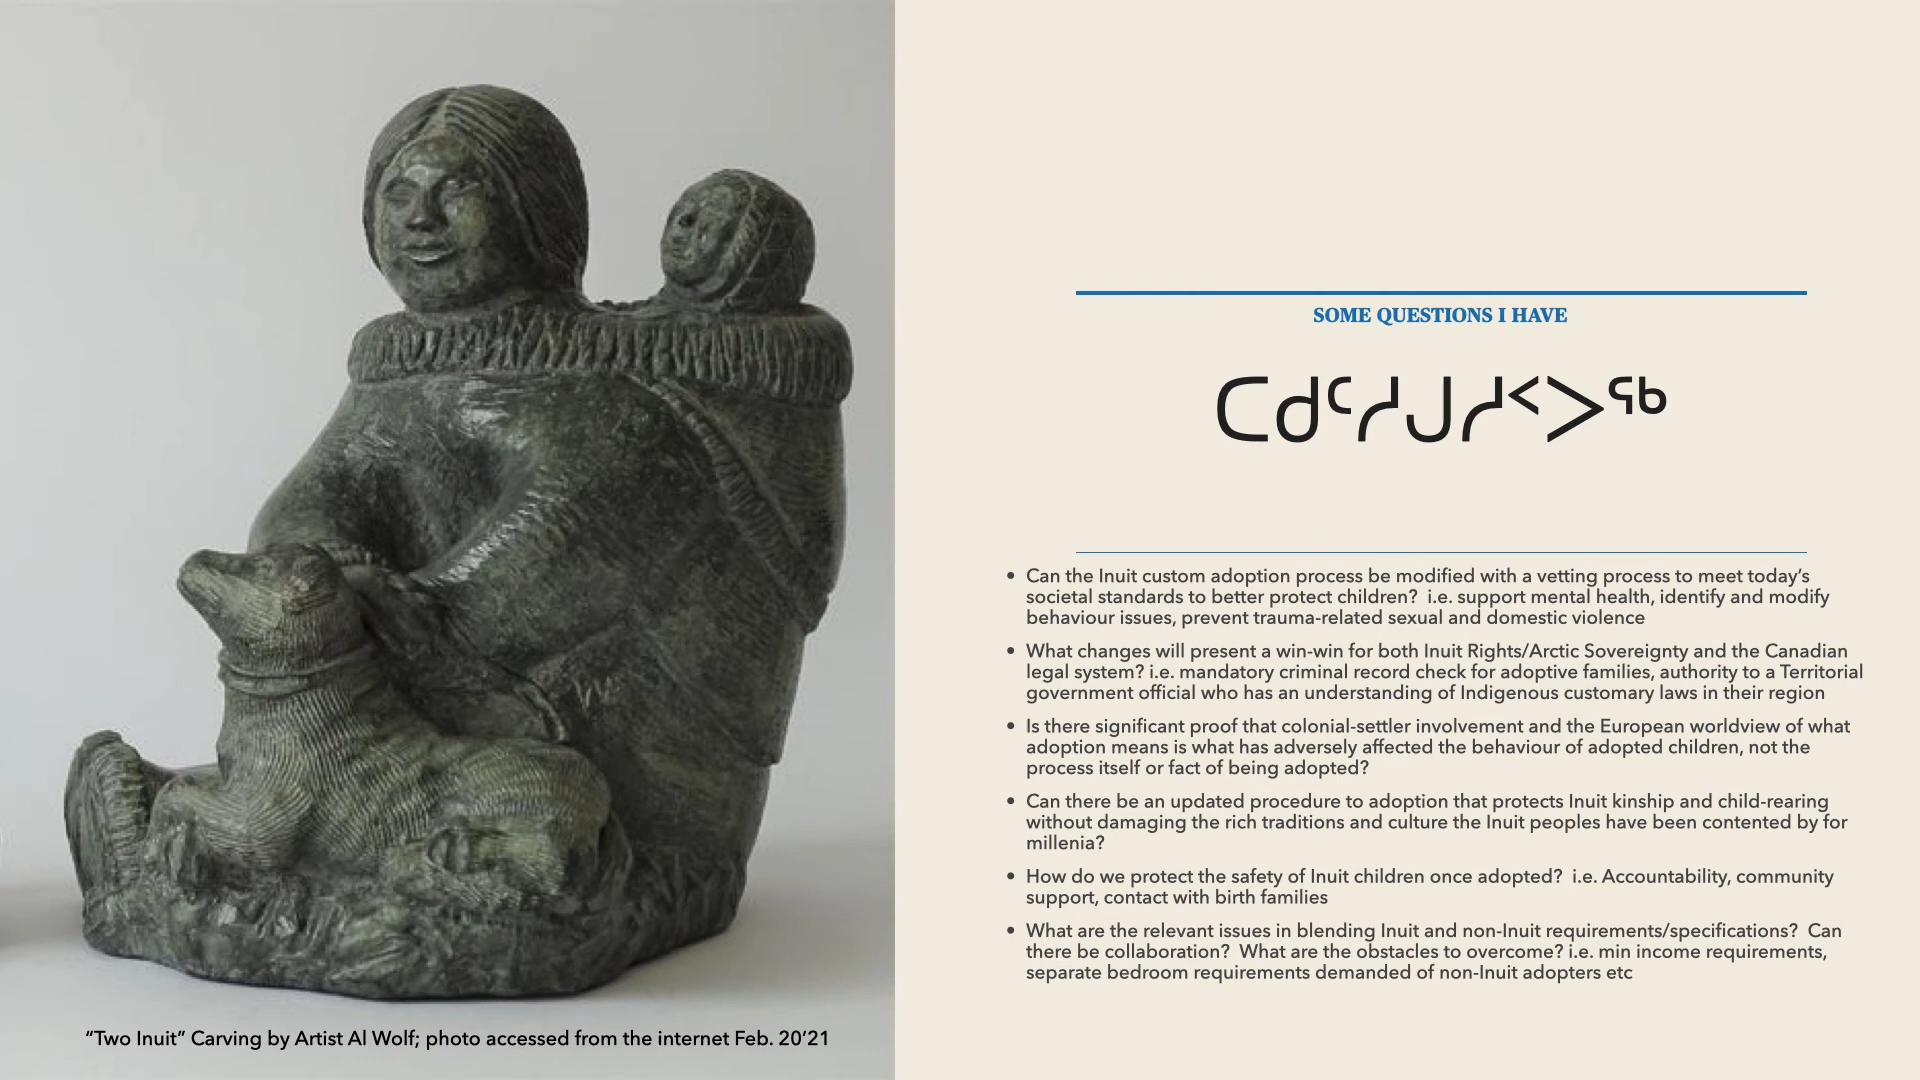 SOME QUESTIONS I HAVE
ᑕᑯᑦᓱᒍᓱᑉᐳᖅ
• Can the Inuit custom adoption process be modified with a vetting process to meet today’s
societal standards to better protect children?  i.e. support mental health, identify and modify
behaviour issues, prevent trauma-related sexual and domestic violence
• What changes will present a win-win for both Inuit Rights/Arctic Sovereignty and the Canadian
legal system? i.e. mandatory criminal record check for adoptive families, authority to a Territorial
government official who has an understanding of Indigenous customary laws in their region
• Is there significant proof that colonial-settler involvement and the European worldview of what
adoption means is what has adversely affected the behaviour of adopted children, not the
process itself or fact of being adopted?
• Can there be an updated procedure to adoption that protects Inuit kinship and child-rearing
without damaging the rich traditions and culture the Inuit peoples have been contented by for
millenia?
• How do we protect the safety of Inuit children once adopted?  i.e. Accountability, community
support, contact with birth families
• What are the relevant issues in blending Inuit and non-Inuit requirements/specifications?  Can
there be collaboration?  What are the obstacles to overcome? i.e. min income requirements,
separate bedroom requirements demanded of non-Inuit adopters etc
“Two Inuit” Carving by Artist Al Wolf; photo accessed from the internet Feb. 20’21